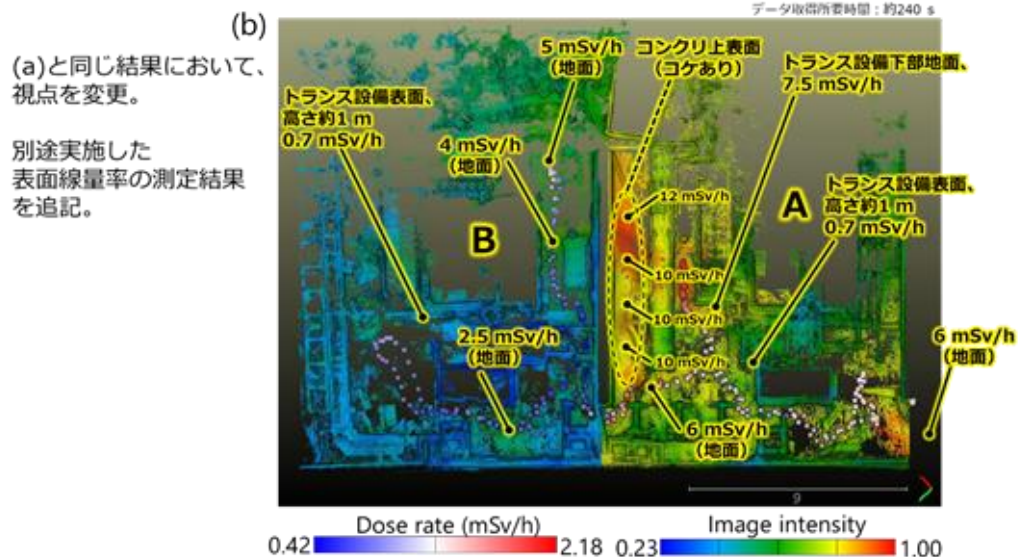 データ取得所要時間：約240 s
(b)
(a)と同じ結果において、
視点を変更。
別途実施した
表面線量率の測定結果
を追記。
5 mSv/h
（地面）
コンクリ上表面
（コケあり）
トランス設備下部地面、
7.5 mSv/h
トランス設備表面、
高さ約1 m
0.7 mSv/h
4 mSv/h
（地面）
12 mSv/h
A
トランス設備表面、
高さ約1 m
0.7 mSv/h
B
10 mSv/h
10 mSv/h
10 mSv/h
2.5 mSv/h
（地面）
6 mSv/h
（地面）
6 mSv/h
（地面）
9
Dose rate (mSv/h)
0.42
2.18
Image intensity
0.23
1.00